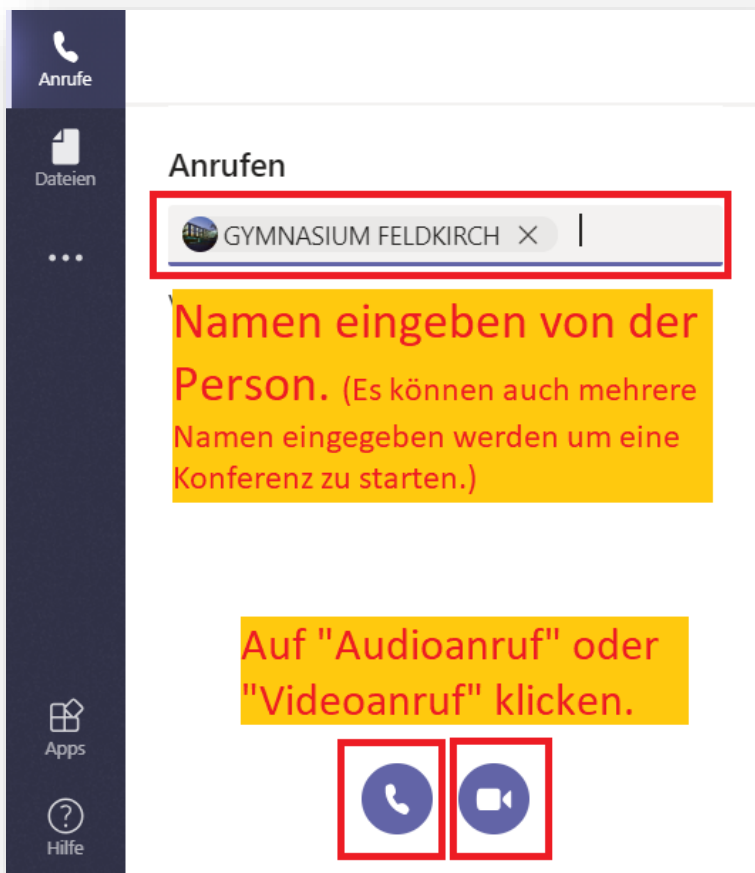 Anrufe
Dateien
Anrufen
GYMNASIUM FELDKIRCH
Namen eingeben von der
Person. (Es können auch mehrere
Namen eingegeben werden um eine
Konferenz zu starten.)
Auf "Audioanruf" oder
"Videoanruf" klicken.
Apps
Hilfe